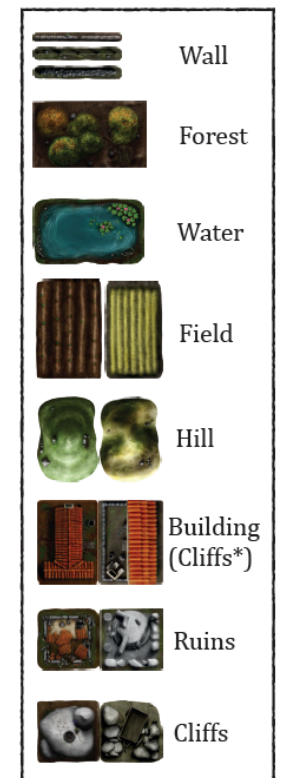 Wall
Forest
Water
Field
Hill
Building
(Cliffs*)
Ruins
Cliffs